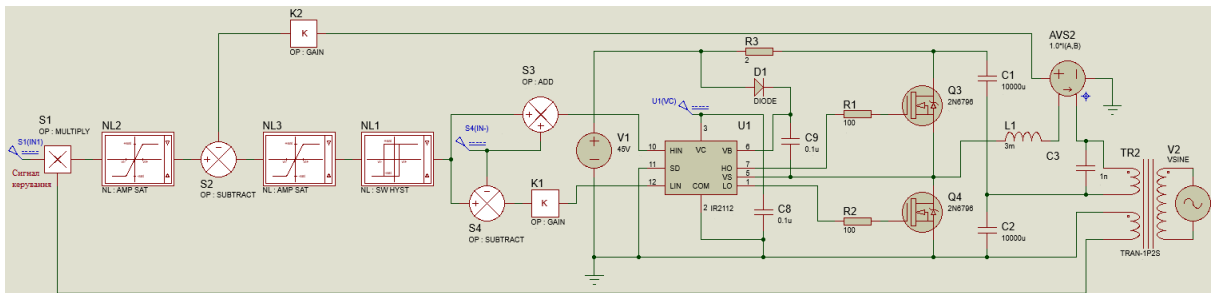 K2
K
OP : GAIN
AVS2
1.0*I(A,B)
R3
2
D1
DIODE
S3
OP : ADD
C1
10000u
Q3
2N6796
U1(VC)
S1
OP : MULTIPLY
S1(IN1)
Сигнал
керування
NL2
NL : AMP SAT
S2
OP : SUBTRACT
NL3
NL : AMP SAT
NL1
NL : SW HYST
S4(IN-)
V1
45V
R1
100
U1
C9
0.1u
L1
3m
C3
1n
TR2
V2
VSINE
3
VC
10
HIN
VB
6
11
SD
HO
7
VS
5
12
LIN
COM
LO
1
2
IR2112
K1
K
OP : GAIN
S4
OP : SUBTRACT
C8
0.1u
R2
100
Q4
2N6796
C2
10000u
TRAN-1P2S